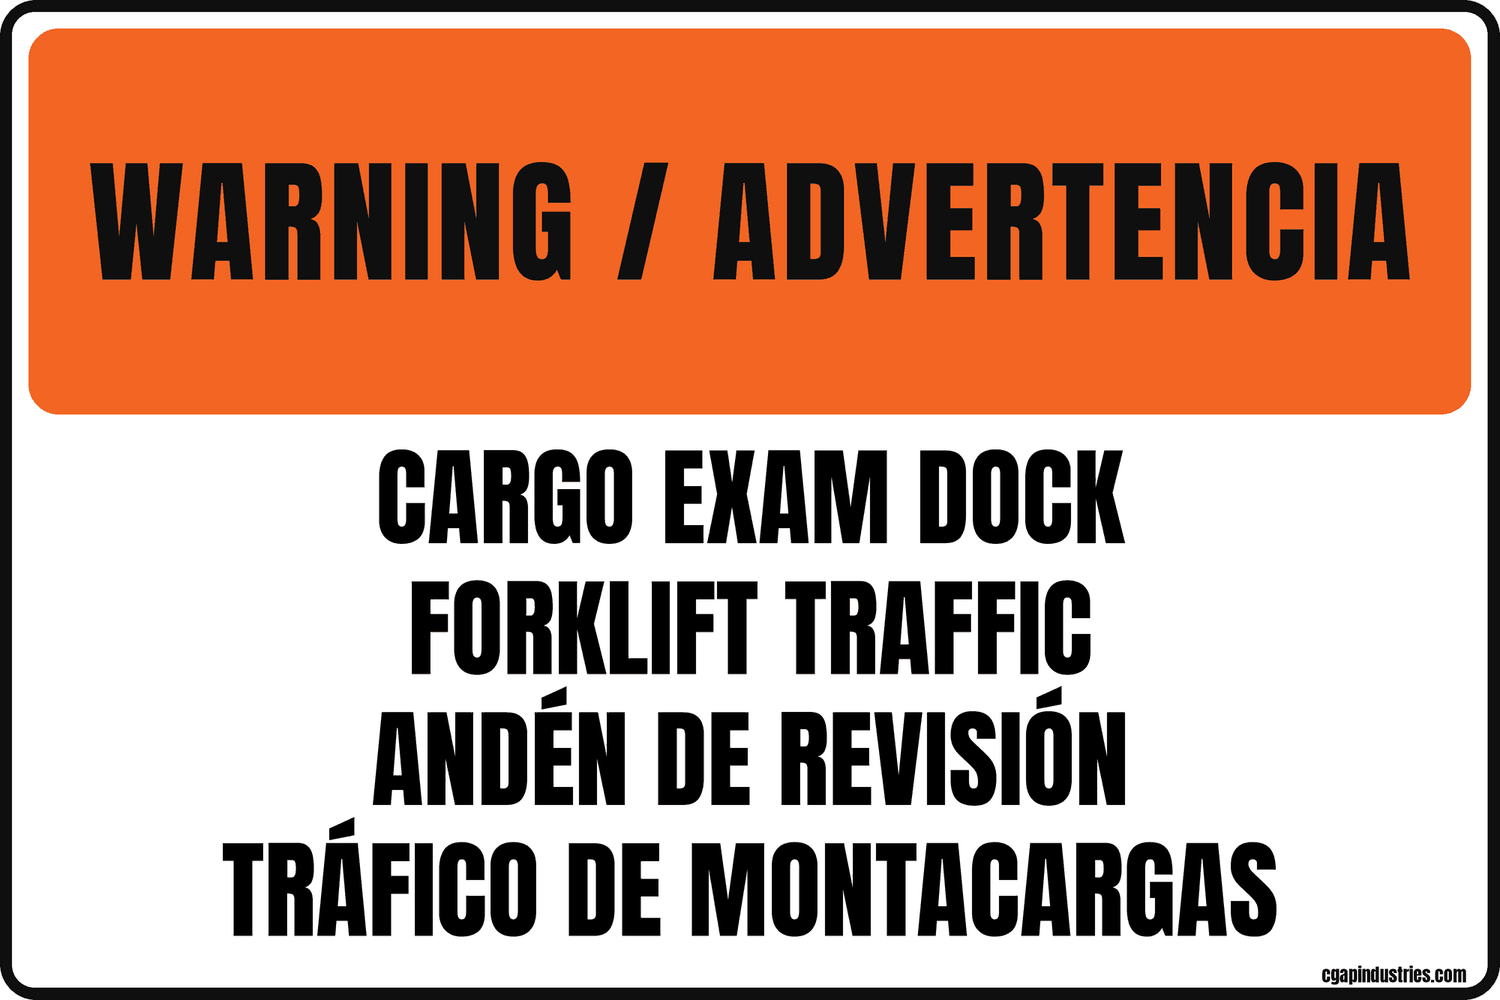 WARNING / ADVERTENCIA
CARGO EXAM DOCK
FORKLIFT TRAFFIC
ANDÉN DE REVISIÓN
TRÁFICO DE MONTACARGAS
cgapindustries.com